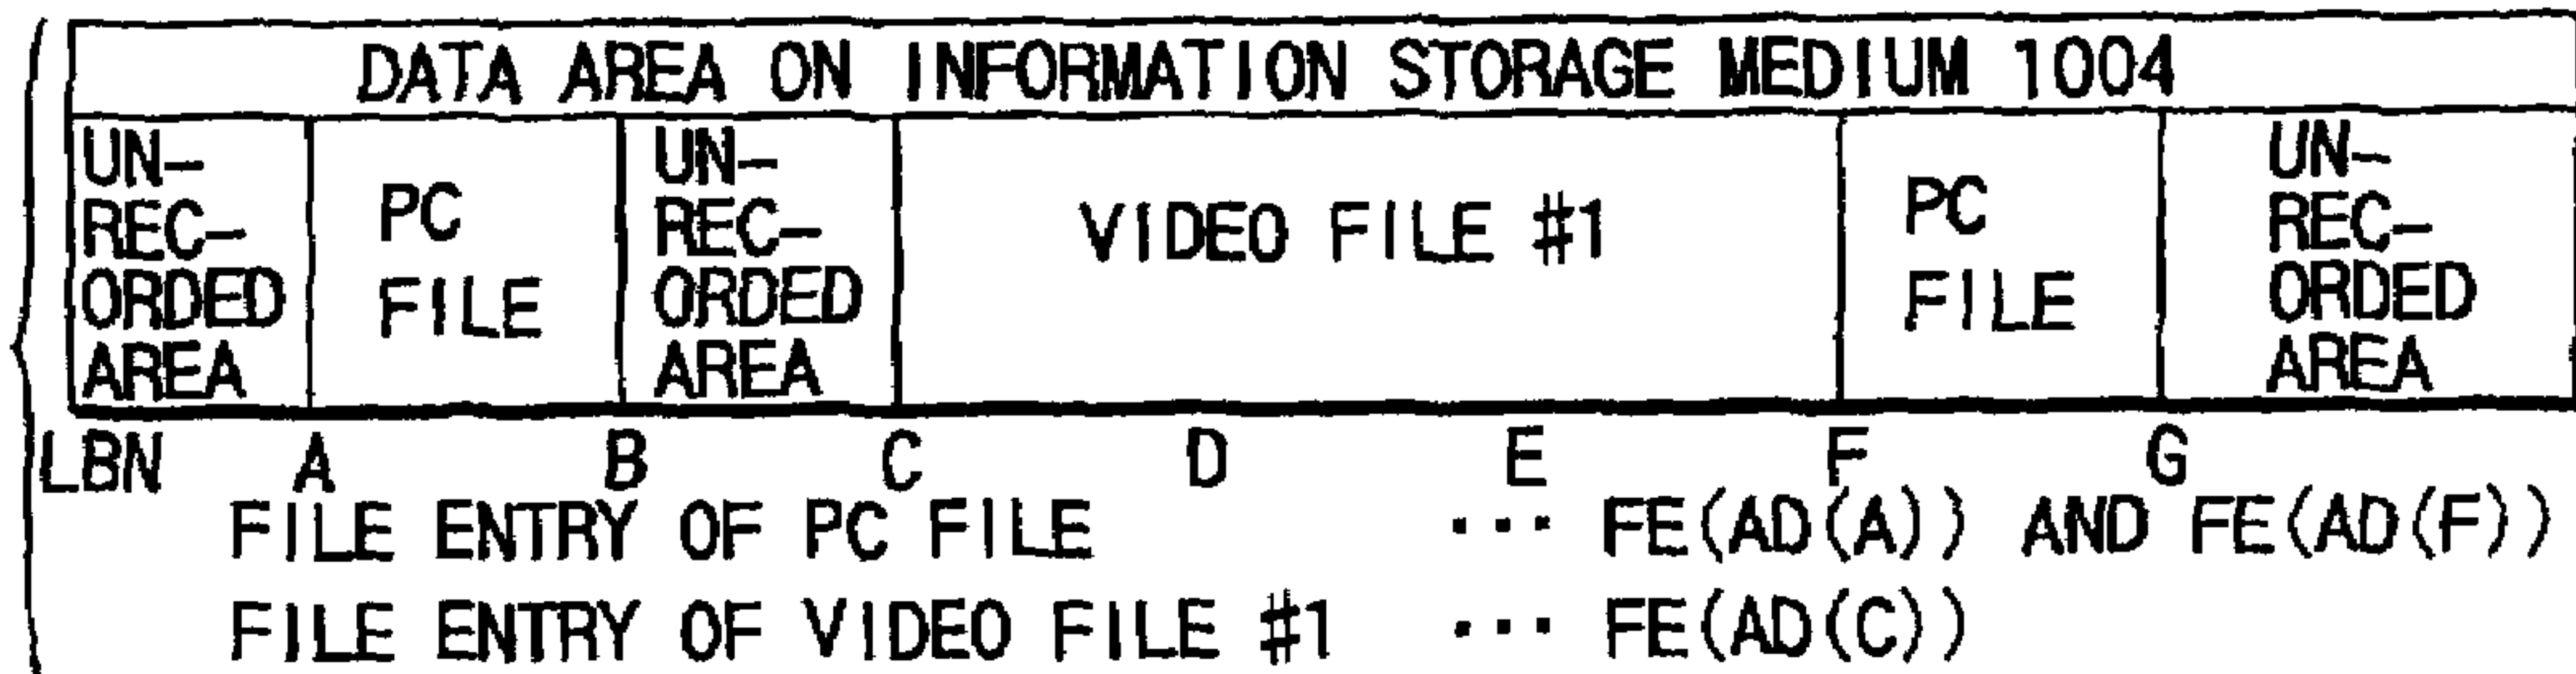 DATA AREA ON INFORMATION STORAGE MEDIUM 1004
UN-
REC-
ORDED
AREA
PC
FILE
UN-
REC-
ORDED
AREA
VIDEO FILE #1
PC
FILE
UN-
REC-
ORDED
AREA
LBN A B C D E F G
FILE ENTRY OF PC FILE ... FE(AD(A)) AND FE(AD(F))
FILE ENTRY OF VIDEO FILE #1 ... FE(AD(C))